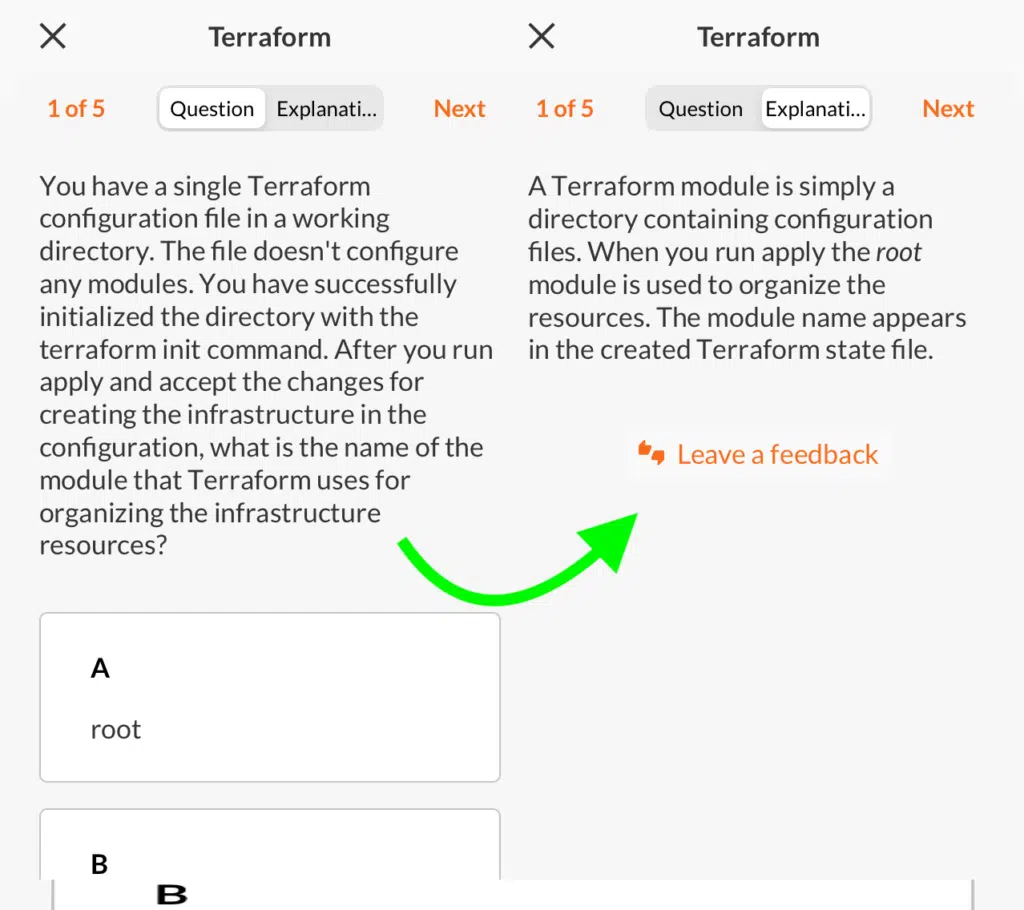 Terraform
1 of 5
Question
Explanati...
Next
You have a single Terraform
configuration file in a working
directory. The file doesn't configure
any modules. You have successfully
initialized the directory with the
terraform init command. After you run
apply and accept the changes for
creating the infrastructure in the
configuration, what is the name of the
module that Terraform uses for
organizing the infrastructure
resources?
A
root
B
B
Terraform
1 of 5
Question
Explanati...
Next
A Terraform module is simply a
directory containing configuration
files. When you run apply the root
module is used to organize the
resources. The module name appears
in the created Terraform state file.
Leave a feedback